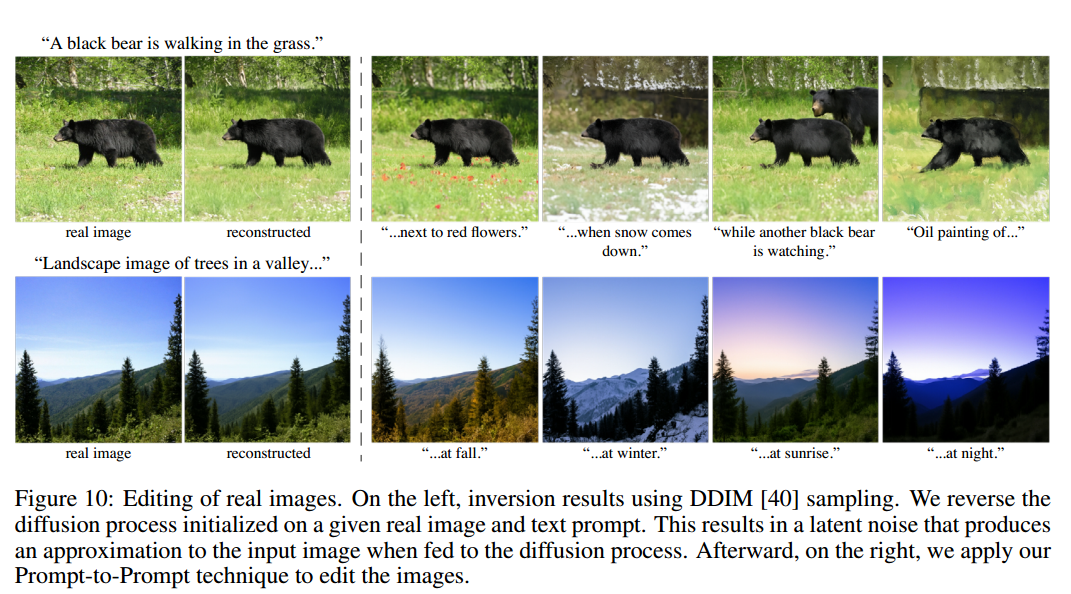 “A black bear is walking in the grass.”
real image
reconstructed
“...next to red flowers.”
“...when snow comes
down.”
“while another black bear
is watching.”
“Oil painting of...”
“Landscape image of trees in a valley...”
real image
reconstructed
“...at fall.”
“...at winter.”
“...at sunrise.”
“...at night.”
Figure 10: Editing of real images. On the left, inversion results using DDIM [40] sampling. We reverse the
diffusion process initialized on a given real image and text prompt. This results in a latent noise that produces
an approximation to the input image when fed to the diffusion process. Afterward, on the right, we apply our
Prompt-to-Prompt technique to edit the images.